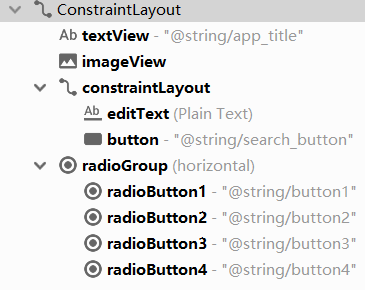 ConstraintLayout
Ab textView - "@string/app_title"
imageView
constraintLayout
Ab editText (Plain Text)
button - "@string/search_button"
radioGroup (horizontal)
radioButton1 - "@string/button1"
radioButton2 - "@string/button2"
radioButton3 - "@string/button3"
radioButton4 - "@string/button4"